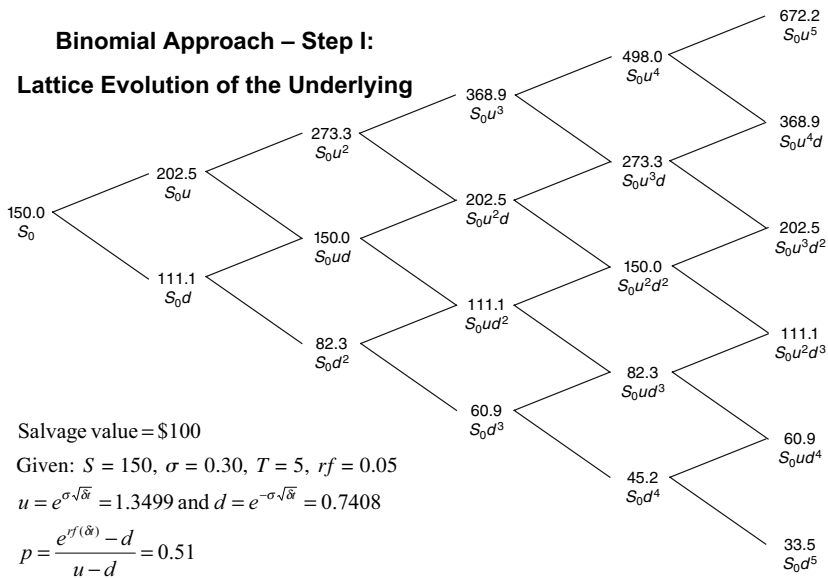 Binomial Approach – Step I:
Lattice Evolution of the Underlying
150.0
S₀
202.5
S₀u
111.1
S₀d
273.3
S₀u²
150.0
S₀ud
82.3
S₀d²
368.9
S₀u³
202.5
S₀u²d
111.1
S₀ud²
60.9
S₀d³
498.0
S₀u⁴
273.3
S₀u³d
150.0
S₀u²d²
82.3
S₀ud³
45.2
S₀d⁴
672.2
S₀u⁵
368.9
S₀u⁴d
202.5
S₀u³d²
111.1
S₀u²d³
60.9
S₀ud⁴
33.5
S₀d⁵
Salvage value = $100
Given: S = 150, σ = 0.30, T = 5, rf = 0.05
u = e^{σ√δt} = 1.3499 and d = e^{−σ√δt} = 0.7408
p = (e^{rf(δt)} − d)/(u − d) = 0.51